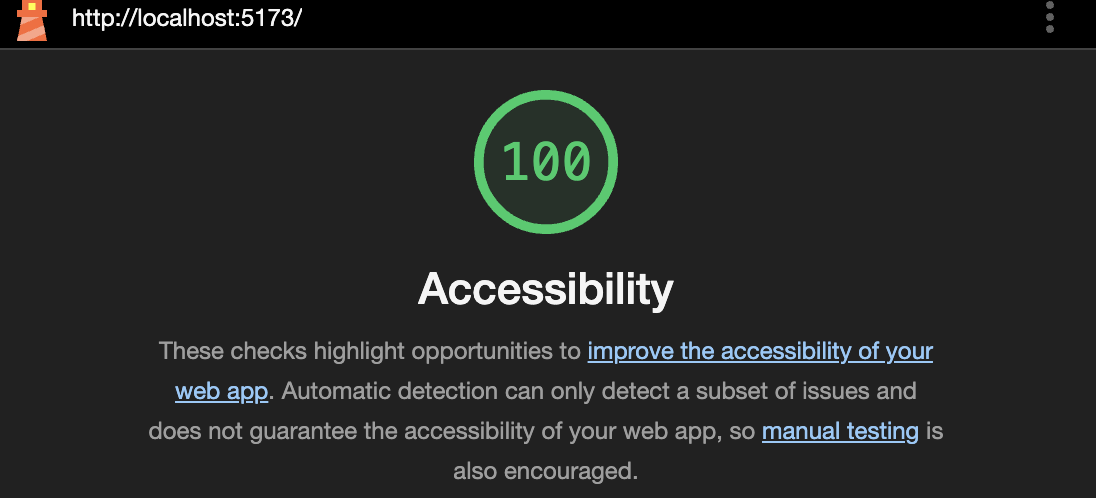 http://localhost:5173/
100
Accessibility
These checks highlight opportunities to improve the accessibility of your
web app. Automatic detection can only detect a subset of issues and
does not guarantee the accessibility of your web app, so manual testing is
also encouraged.